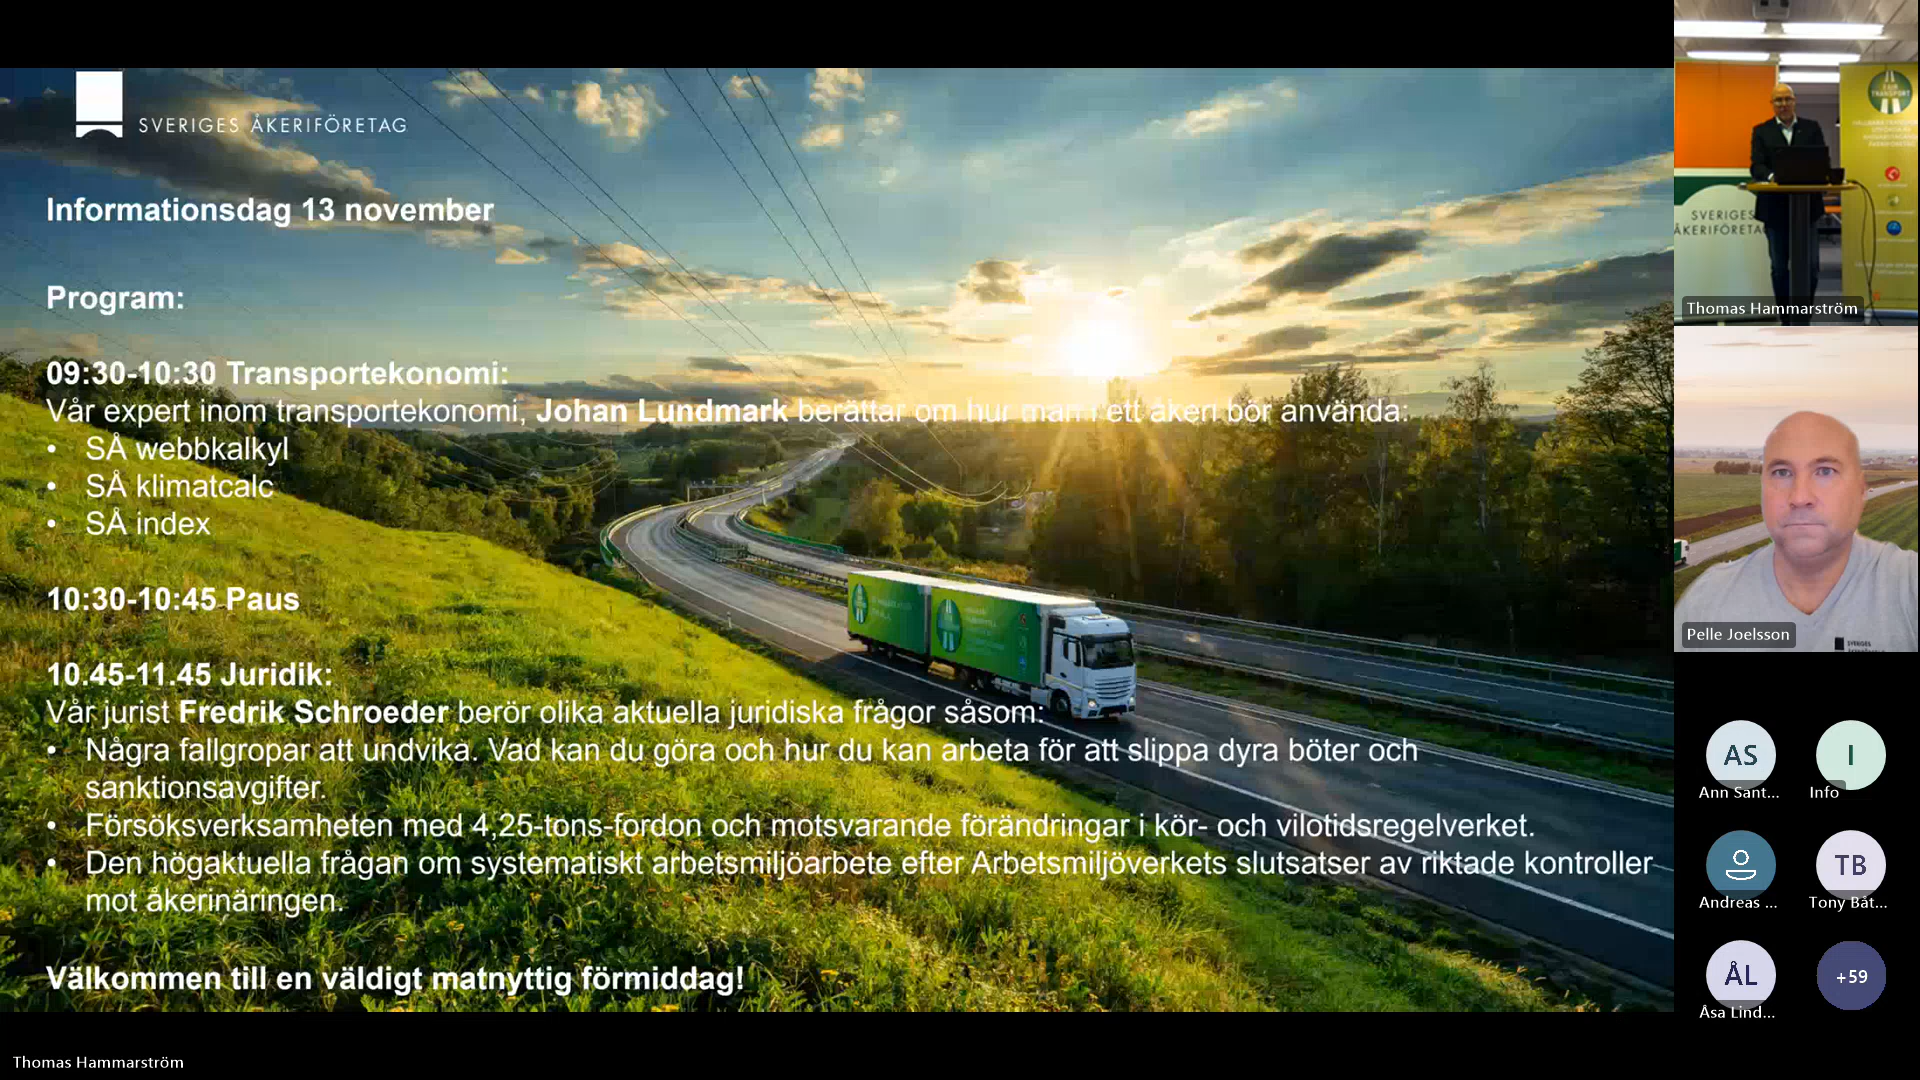 SVERIGES ÅKERIFÖRETAG
Informationsdag 13 november
Program:
09:30-10:30 Transportekonomi:
Vår expert inom transportekonomi, Johan Lundmark berättar om hur man i ett åkeri bör använda:
• SÅ webbkalkyl
• SÅ klimatcalc
• SÅ index
10:30-10:45 Paus
10.45-11.45 Juridik:
Vår jurist Fredrik Schroeder berör olika aktuella juridiska frågor såsom:
• Några fallgropar att undvika. Vad kan du göra och hur du kan arbeta för att slippa dyra böter och
sanktionsavgifter.
• Försöksverksamheten med 4,25-tons-fordon och motsvarande förändringar i kör- och vilotidsregelverket.
• Den högaktuella frågan om systematiskt arbetsmiljöarbete efter Arbetsmiljöverkets slutsatser av riktade kontroller
mot åkerinäringen.
Välkommen till en väldigt matnyttig förmiddag!
Thomas Hammarström
TRANSPORT
SVERIGES
ÅKERIFÖRETA
Thomas Hammarström
Pelle Joelsson
AS
Ann Sant...
I
Info
Andreas ...
TB
Tony Båt...
ÅL
Åsa Lind...
+59